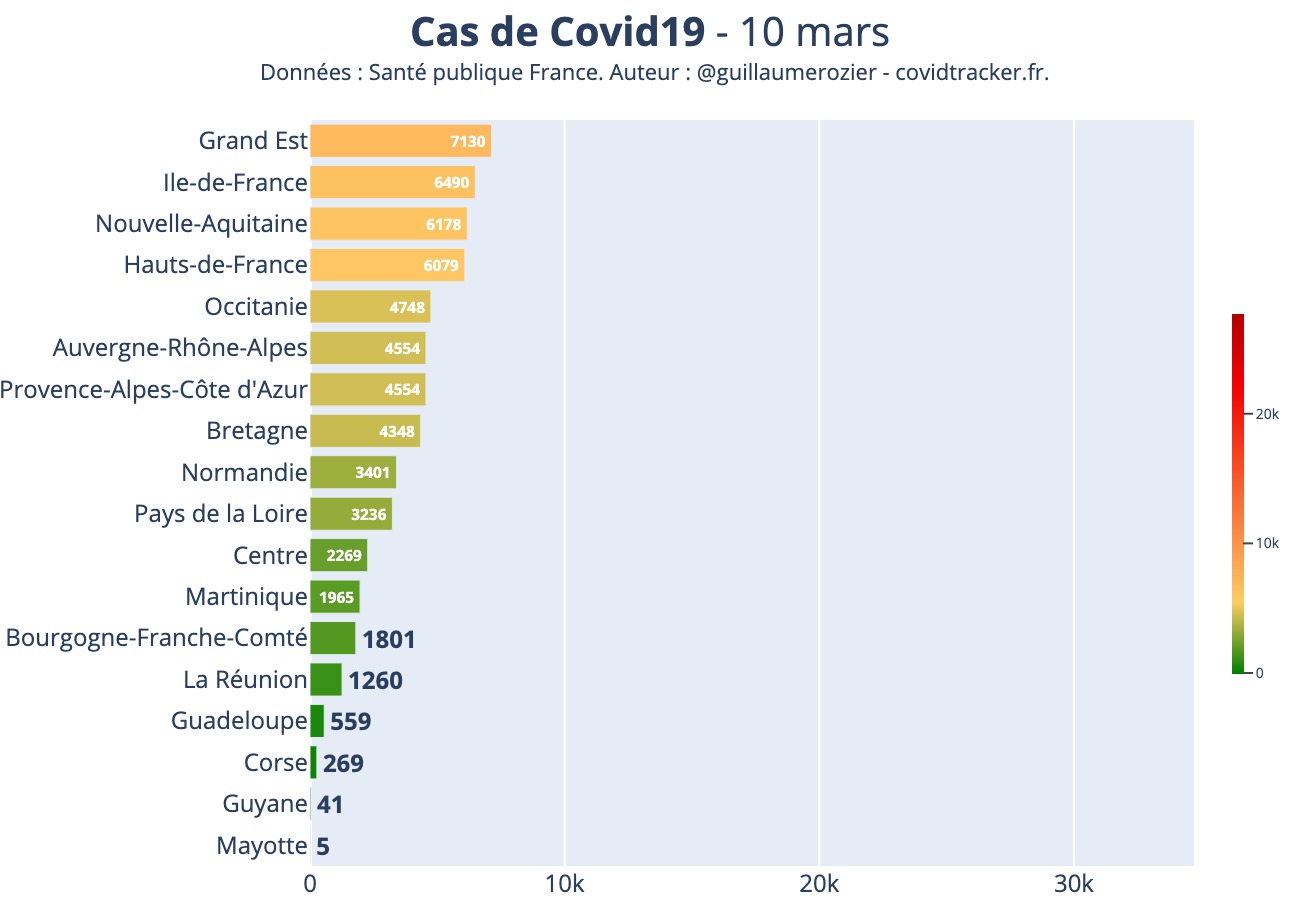 Cas de Covid19 - 10 mars
Données : Santé publique France. Auteur : @guillaumerozier - covidtracker.fr.
Grand Est 7130
Ile-de-France 6490
Nouvelle-Aquitaine 6178
Hauts-de-France 6079
Occitanie 4748
Auvergne-Rhône-Alpes 4554
Provence-Alpes-Côte d'Azur 4554
Bretagne 4348
Normandie 3401
Pays de la Loire 3236
Centre 2269
Martinique 1965
Bourgogne-Franche-Comté 1801
La Réunion 1260
Guadeloupe 559
Corse 269
Guyane 41
Mayotte 5
0 10k 20k 30k
20k
10k
0